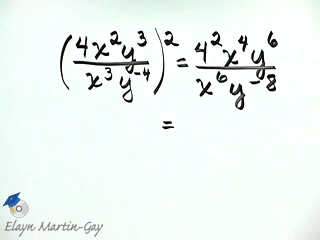 (4x²y³ / x³y⁻⁴)² = 4²x⁴y⁶ / x⁶y⁻⁸
=
Elayn Martin-Gay